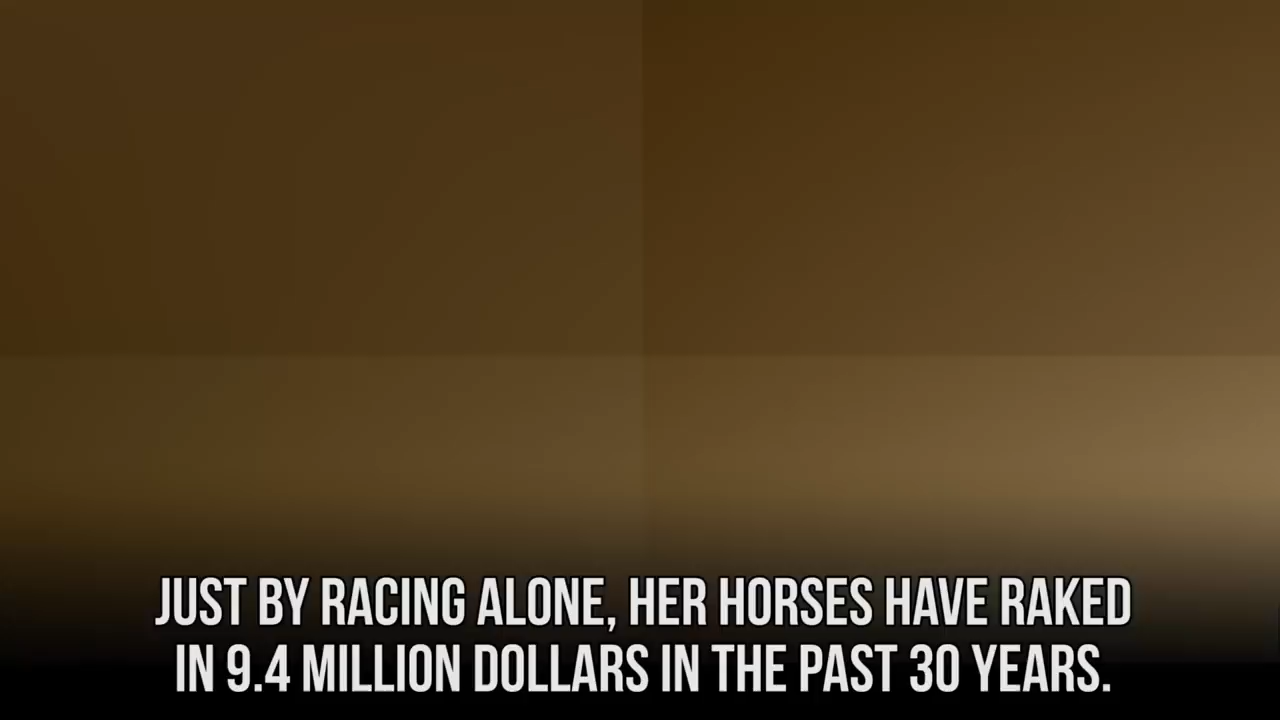 JUST BY RACING ALONE, HER HORSES HAVE RAKED
IN 9.4 MILLION DOLLARS IN THE PAST 30 YEARS.